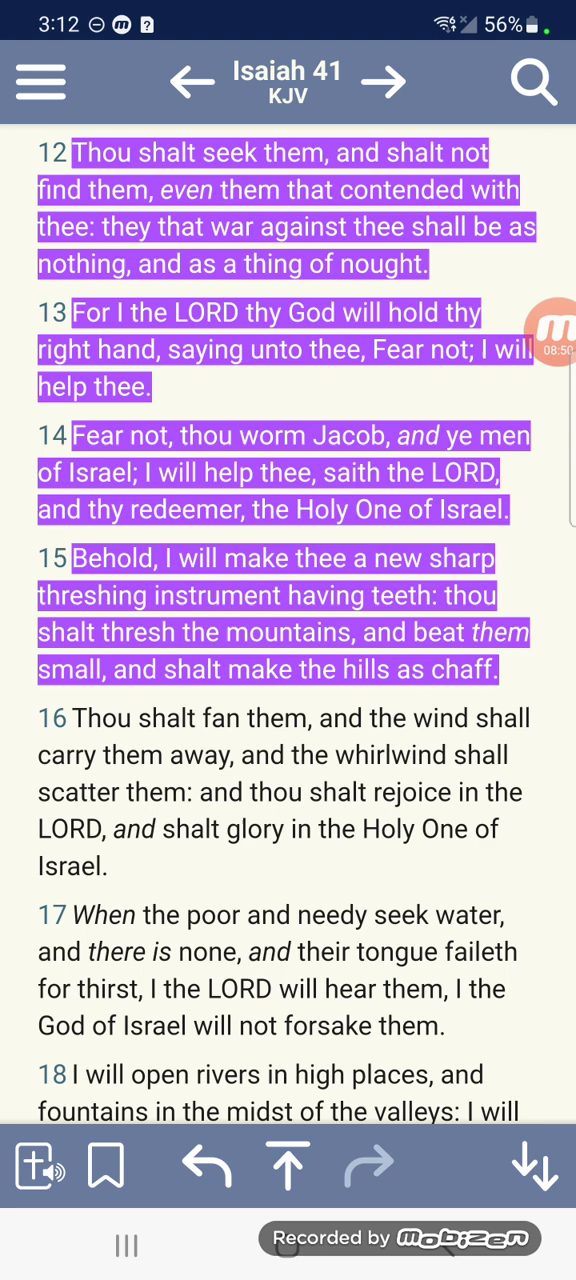 3:12 56%
Isaiah 41
KJV
12 Thou shalt seek them, and shalt not
find them, even them that contended with
thee: they that war against thee shall be as
nothing, and as a thing of nought.
13 For I the LORD thy God will hold thy
right hand, saying unto thee, Fear not; I will
help thee.
08:50
14 Fear not, thou worm Jacob, and ye men
of Israel; I will help thee, saith the LORD,
and thy redeemer, the Holy One of Israel.
15 Behold, I will make thee a new sharp
threshing instrument having teeth: thou
shalt thresh the mountains, and beat them
small, and shalt make the hills as chaff.
16 Thou shalt fan them, and the wind shall
carry them away, and the whirlwind shall
scatter them: and thou shalt rejoice in the
LORD, and shalt glory in the Holy One of
Israel.
17 When the poor and needy seek water,
and there is none, and their tongue faileth
for thirst, I the LORD will hear them, I the
God of Israel will not forsake them.
18 I will open rivers in high places, and
fountains in the midst of the valleys: I will
Recorded by mobizen